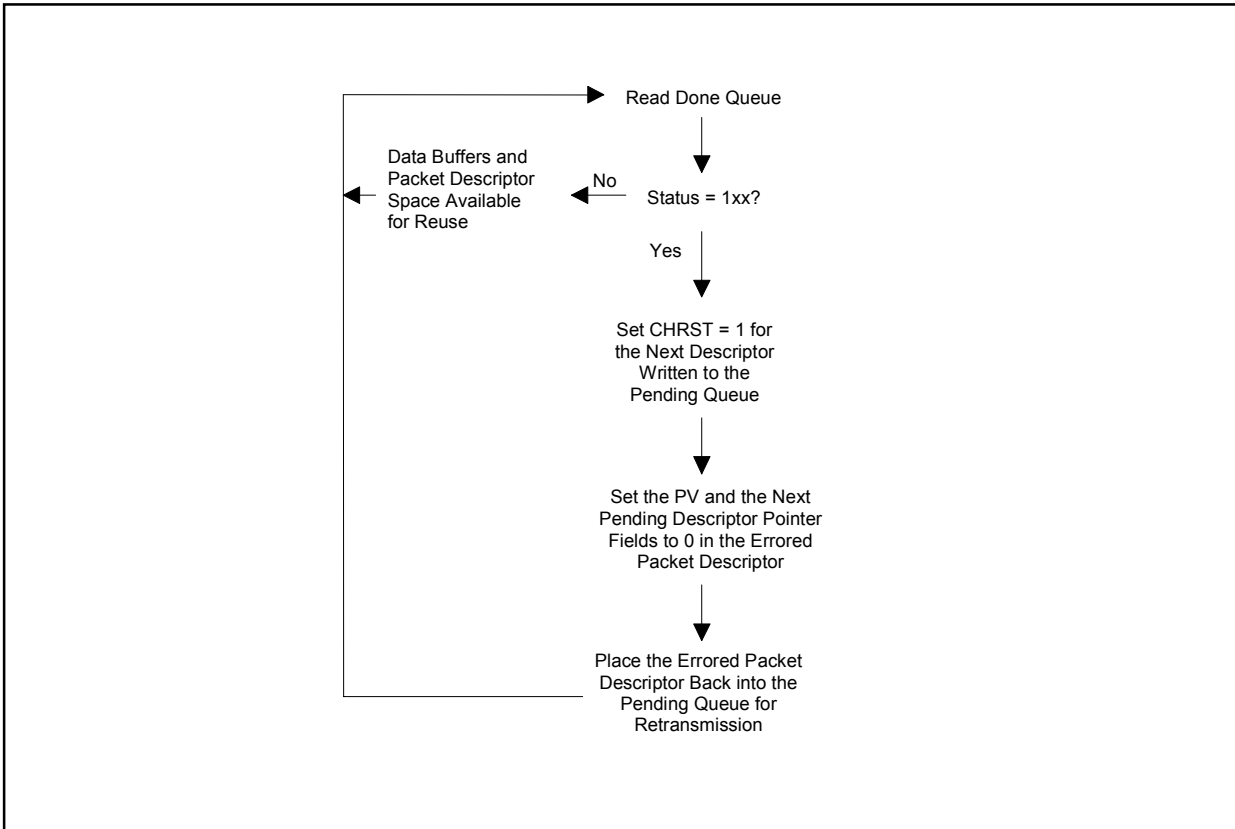 Read Done Queue
Data Buffers and
Packet Descriptor
Space Available
for Reuse
No
Status = 1xx?
Yes
Set CHRST = 1 for
the Next Descriptor
Written to the
Pending Queue
Set the PV and the Next
Pending Descriptor Pointer
Fields to 0 in the Errored
Packet Descriptor
Place the Errored Packet
Descriptor Back into the
Pending Queue for
Retransmission